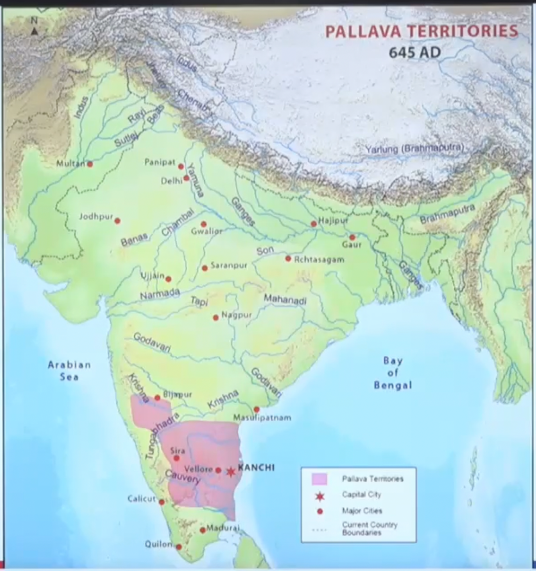 N
PALLAVA TERRITORIES
645 AD
Indus
Indus
Chenab
Ravi
Beas
Sutlej
Yarlung (Brahmaputra)
Multan
Panipat
Delhi
Yamuna
Ganges
Jodhpur
Banas
Chambal
Gwalior
Hajipur
Brahmaputra
Gaur
Son
Rohtasagam
Saranpur
Ujjain
Ganges
Narmada
Tapi
Mahanadi
Nagpur
Godavari
Arabian
Sea
Bay
of
Bengal
Krishna
Bijapur
Krishna
Godavari
Masulipatnam
Tungabhadra
Sira
Vellore
KANCHI
Cauvery
Calicut
Madurai
Quilon
Pallava Territories
Capital City
Major Cities
Current Country
Boundaries